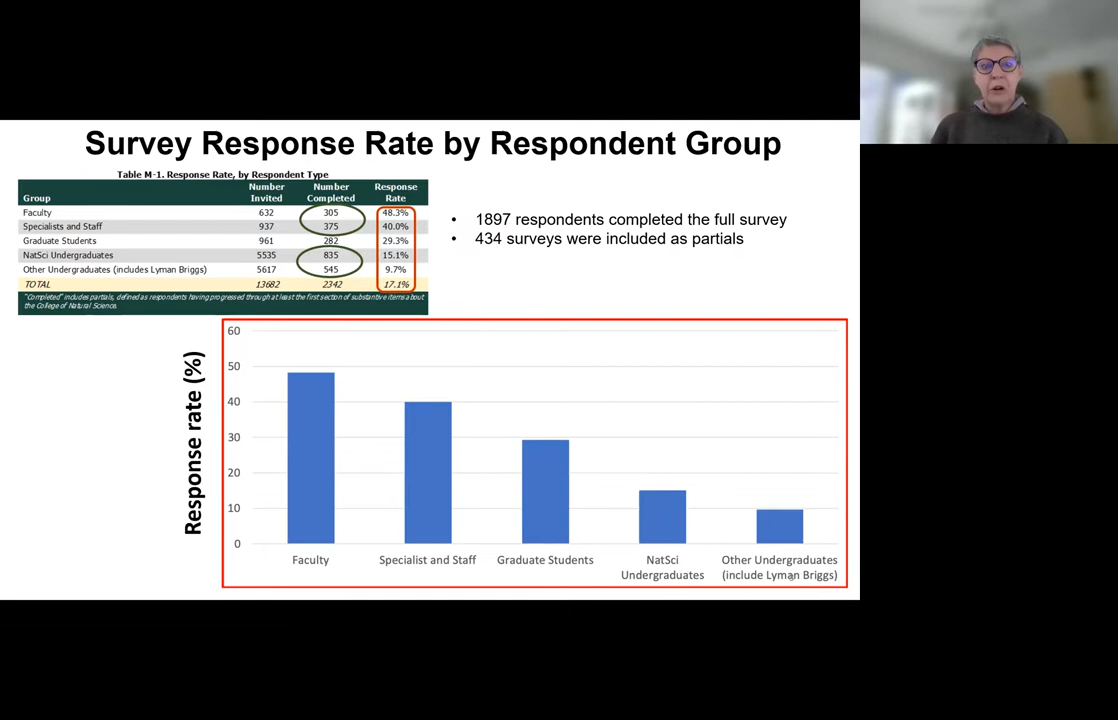 Survey Response Rate by Respondent Group
Table M-1. Response Rate, by Respondent Type
Group Number Invited Number Completed Response Rate
Faculty 632 305 48.3%
Specialists and Staff 937 375 40.0%
Graduate Students 961 282 29.3%
NatSci Undergraduates 5535 835 15.1%
Other Undergraduates (includes Lyman Briggs) 5617 545 9.7%
TOTAL 13682 2342 17.1%
"Completed" includes partials, defined as respondents having progressed through at least the first section of substantive items about
the College of Natural Science.
• 1897 respondents completed the full survey
• 434 surveys were included as partials
Response rate (%)
60
50
40
30
20
10
0
Faculty
Specialist and Staff
Graduate Students
NatSci
Undergraduates
Other Undergraduates
(include Lyman Briggs)